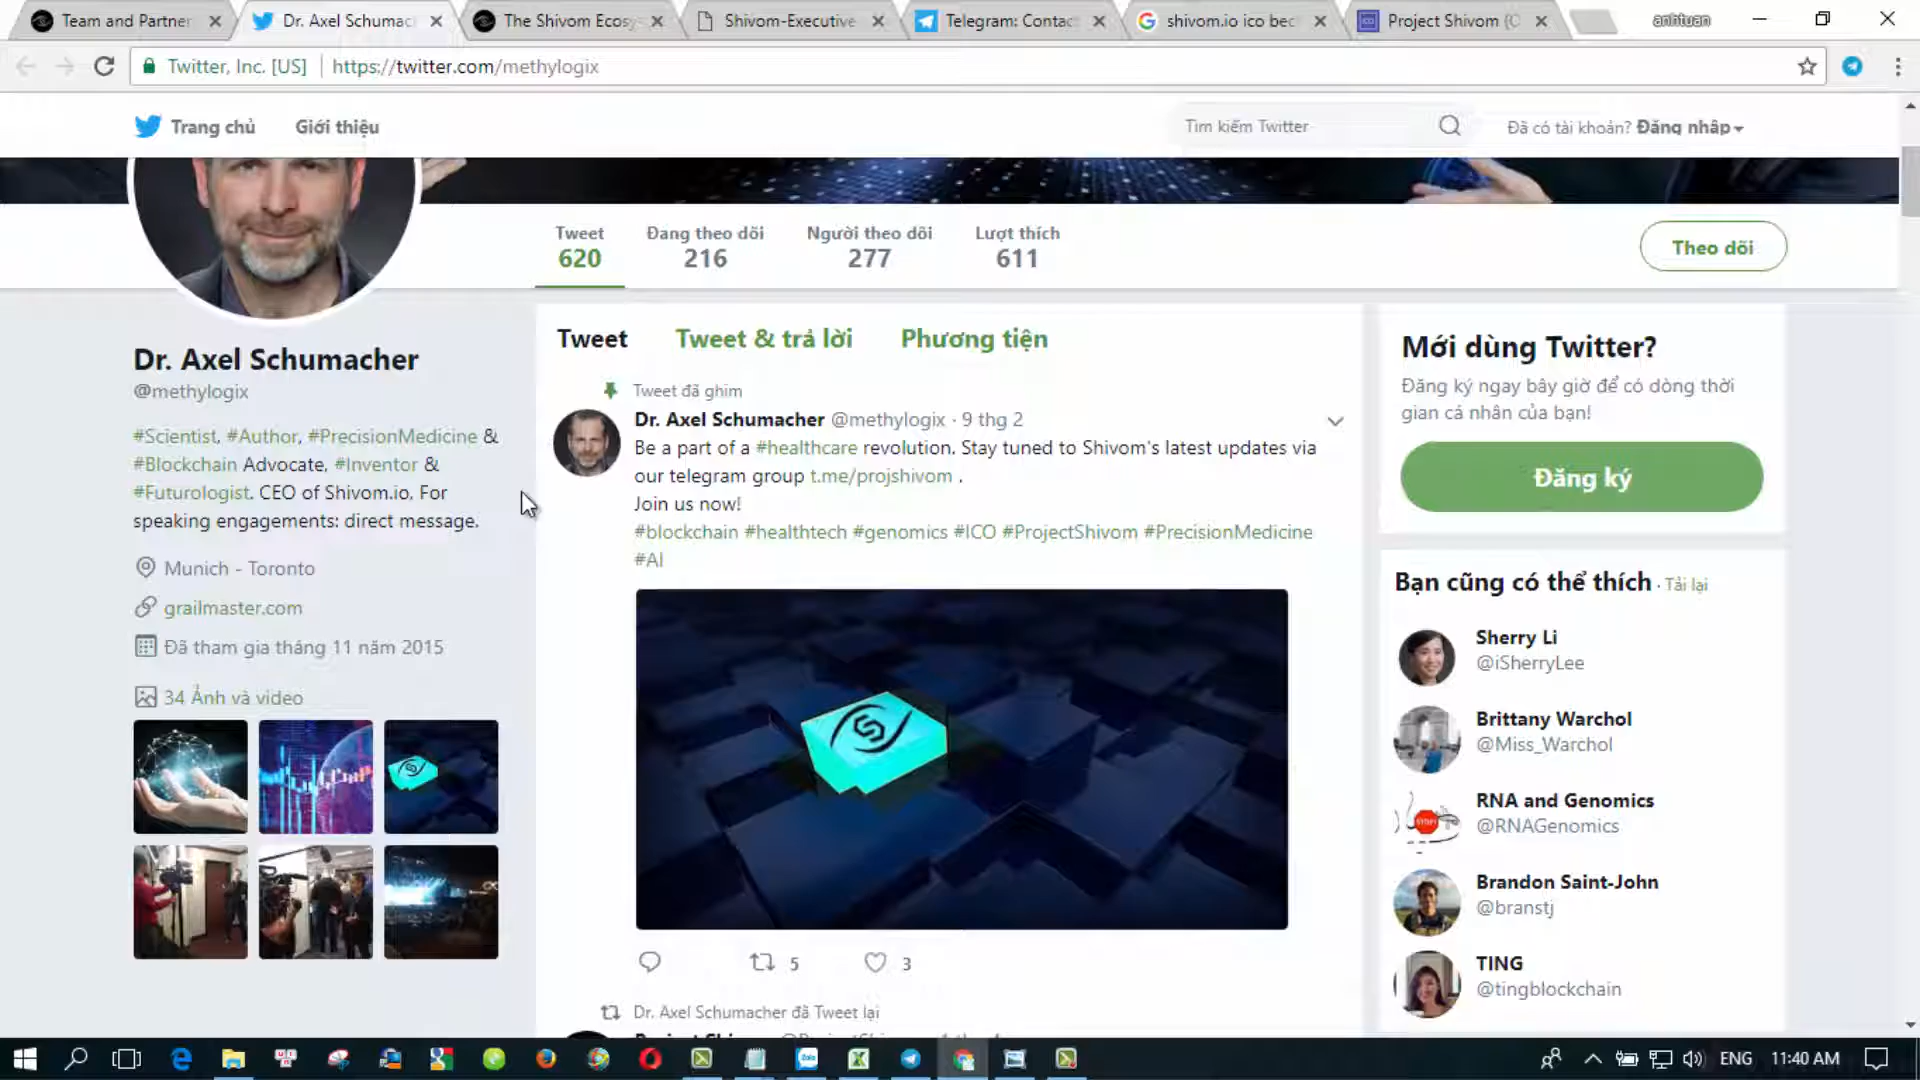 Team and Partner
Dr. Axel Schumac
The Shivom Ecosy
Shivom-Executive
Telegram: Contac
shivom.io ico bec
Project Shivom (C
anhtuan
Twitter, Inc. [US]
https://twitter.com/methylogix
Trang chủ
Giới thiệu
Tìm kiếm Twitter
Đã có tài khoản? Đăng nhập
Tweet
620
Đang theo dõi
216
Người theo dõi
277
Lượt thích
611
Theo dõi
Dr. Axel Schumacher
@methylogix
#Scientist, #Author, #PrecisionMedicine &
#Blockchain Advocate, #Inventor &
#Futurologist. CEO of Shivom.io. For
speaking engagements: direct message.
Munich - Toronto
grailmaster.com
Đã tham gia tháng 11 năm 2015
34 Ảnh và video
Tweet
Tweet & trả lời
Phương tiện
Tweet đã ghim
Dr. Axel Schumacher @methylogix · 9 thg 2
Be a part of a #healthcare revolution. Stay tuned to Shivom's latest updates via
our telegram group t.me/projshivom .
Join us now!
#blockchain #healthtech #genomics #ICO #ProjectShivom #PrecisionMedicine
#AI
5
3
Dr. Axel Schumacher đã Tweet lại
Mới dùng Twitter?
Đăng ký ngay bây giờ để có dòng thời
gian cá nhân của bạn!
Đăng ký
Bạn cũng có thể thích · Tải lại
Sherry Li
@iSherryLee
Brittany Warchol
@Miss_Warchol
RNA and Genomics
@RNAGenomics
STOP
Brandon Saint-John
@branstj
TING
@tingblockchain
ENG
11:40 AM